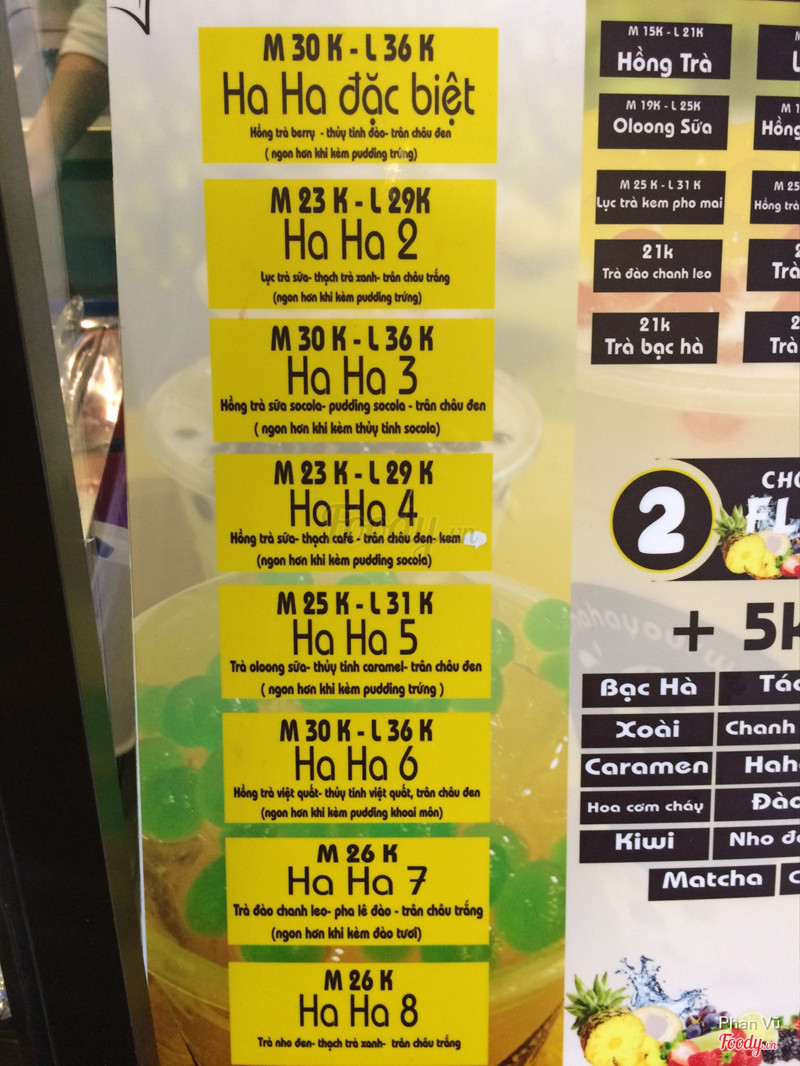 M 30 K - L 36 K
Ha Ha đặc biệt
Hồng trà berry - thủy tinh đào- trân châu đen
( ngon hơn khi kèm pudding trứng)
M 23 K - L 29K
Ha Ha 2
Lục trà sữa- thạch trà xanh- trân châu trắng
(ngon hơn khi kèm pudding trứng)
M 30 K - L 36 K
Ha Ha 3
Hồng trà sữa socola- pudding socola - trân châu đen
( ngon hơn kèm thủy tinh socola)
M 23 K - L 29 K
Ha Ha 4
Hồng trà sữa- thạch café - trân châu đen- kem
(ngon hơn khi kèm pudding socola)
M 25 K - L 31 K
Ha Ha 5
Trà oloong sữa- thủy tinh caramel- trân châu đen
( ngon hơn khi kèm pudding trứng )
M 30 K - L 36 K
Ha Ha 6
Hồng trà việt quất- thủy tinh việt quất, trân châu đen
(ngon hơn khi kèm pudding khoai môn)
M 26 K
Ha Ha 7
Trà đào chanh leo- pha lê đào - trân châu trắng
(ngon hơn khi kèm đào tươi)
M 26 K
Ha Ha 8
Trà nho đen- thạch trà xanh- trân châu trắng
M 15K - L 21K
Hồng Trà
M 19K - L 25K
Oloong Sữa
Hồng
M 25 K - L 31 K
M 25
Lục trà kem pho mai
Hồng trà
21k
Trà đào chanh leo
Trà
21k
Trà bạc hà
Trà
2
+ 5k
Bạc Hà
Xoài
Chanh
Caramen
Hoa cơm cháy
Đào
Kiwi
Nho
Matcha
Foody.vn
Phan Vũ
Foody.vn